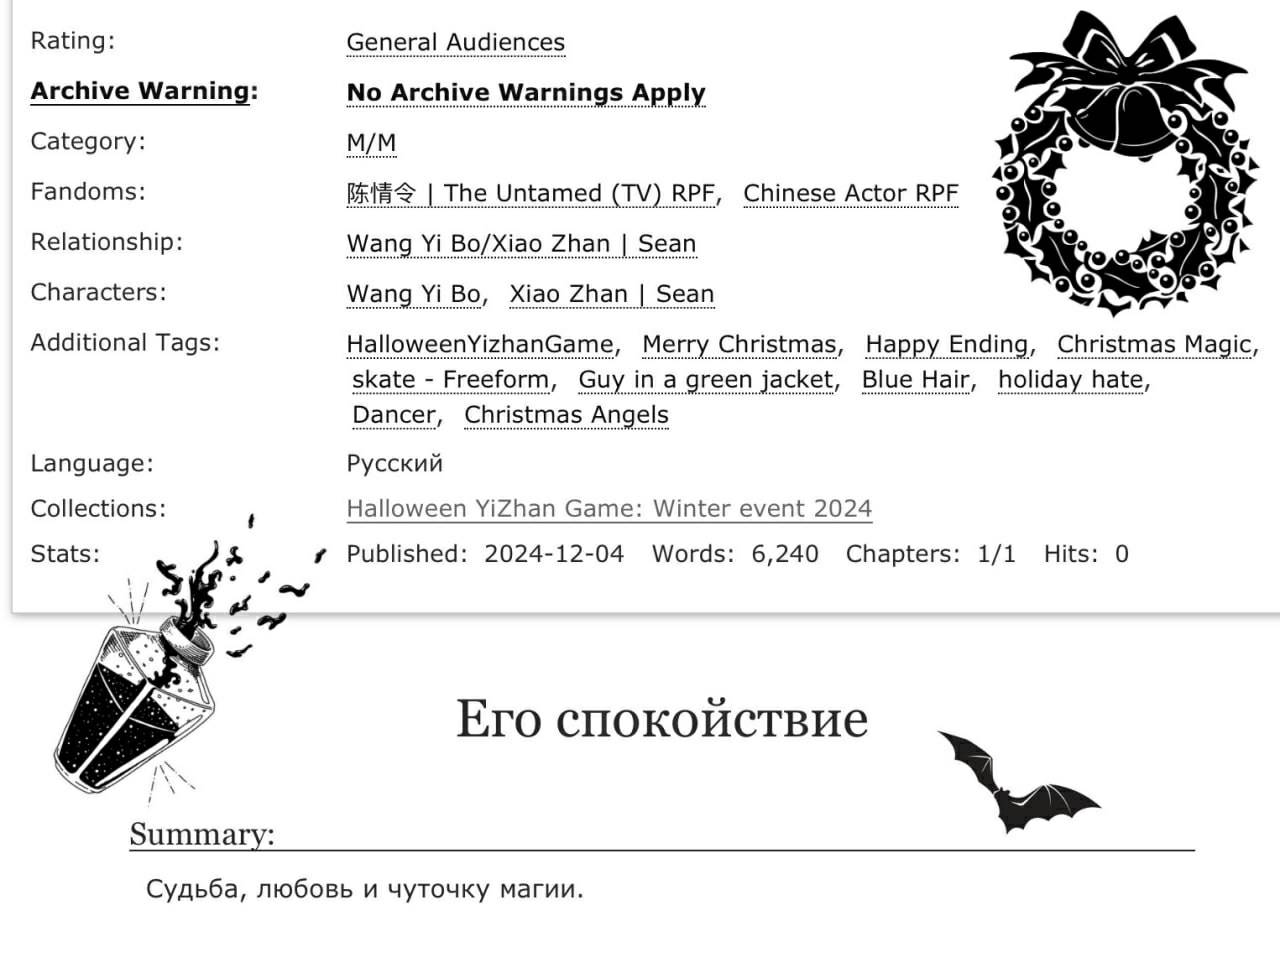 Rating: General Audiences
Archive Warning: No Archive Warnings Apply
Category: M/M
Fandoms: 陈情令 | The Untamed (TV) RPF, Chinese Actor RPF
Relationship: Wang Yi Bo/Xiao Zhan | Sean
Characters: Wang Yi Bo, Xiao Zhan | Sean
Additional Tags: HalloweenYizhanGame, Merry Christmas, Happy Ending, Christmas Magic,
skate - Freeform, Guy in a green jacket, Blue Hair, holiday hate,
Dancer, Christmas Angels
Language: Русский
Collections: Halloween YiZhan Game: Winter event 2024
Stats: Published: 2024-12-04 Words: 6,240 Chapters: 1/1 Hits: 0
Его спокойствие
Summary:
Судьба, любовь и чуточку магии.